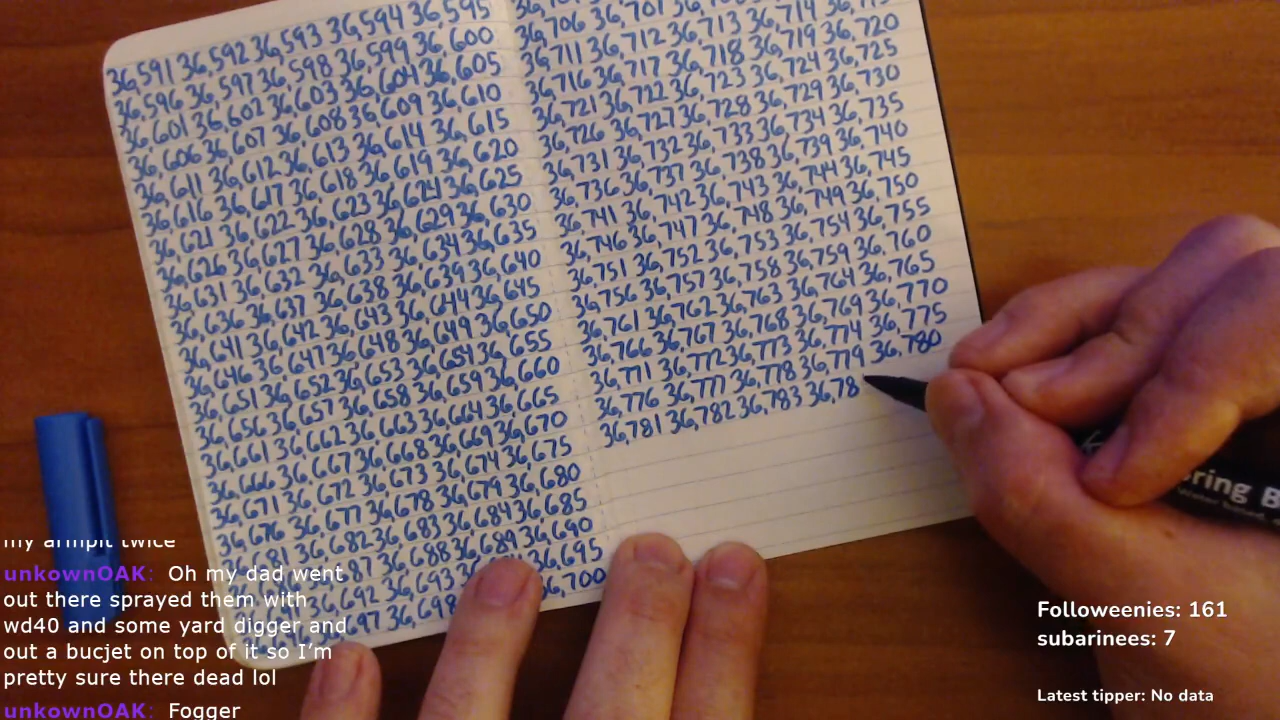 36,591 36,592 36,593 36,594 36,595
36,596 36,597 36,598 36,599 36,600
36,601 36,602 36,603 36,604 36,605
36,606 36,607 36,608 36,609 36,610
36,611 36,612 36,613 36,614 36,615
36,616 36,617 36,618 36,619 36,620
36,621 36,622 36,623 36,624 36,625
36,626 36,627 36,628 36,629 36,630
36,631 36,632 36,633 36,634 36,635
36,636 36,637 36,638 36,639 36,640
36,641 36,642 36,643 36,644 36,645
36,646 36,647 36,648 36,649 36,650
36,651 36,652 36,653 36,654 36,655
36,656 36,657 36,658 36,659 36,660
36,661 36,662 36,663 36,664 36,665
36,666 36,667 36,668 36,669 36,670
36,671 36,672 36,673 36,674 36,675
36,676 36,677 36,678 36,679 36,680
681 36,682 36,683 36,684 36,685
87 36,688 36,689 36,690
36,692 36,693 36,695
697 36,698 36,700
36,706 36,701
36,711 36,712 36,713 36,714
36,716 36,717 36,718 36,719 36,720
36,721 36,722 36,723 36,724 36,725
36,726 36,727 36,728 36,729 36,730
36,731 36,732 36,733 36,734 36,735
36,736 36,737 36,738 36,739 36,740
36,741 36,742 36,743 36,744 36,745
36,746 36,747 36,748 36,749 36,750
36,751 36,752 36,753 36,754 36,755
36,756 36,757 36,758 36,759 36,760
36,761 36,762 36,763 36,764 36,765
36,766 36,767 36,768 36,769 36,770
36,771 36,772 36,773 36,774 36,775
36,776 36,777 36,778 36,779 36,780
36,781 36,782 36,783 36,78
ring B
my armpit twice
unkownOAK: Oh my dad went
out there sprayed them with
wd40 and some yard digger and
out a bucjet on top of it so I'm
pretty sure there dead lol
unkownOAK: Fogger
Followeenies: 161
subarinees: 7
Latest tipper: No data